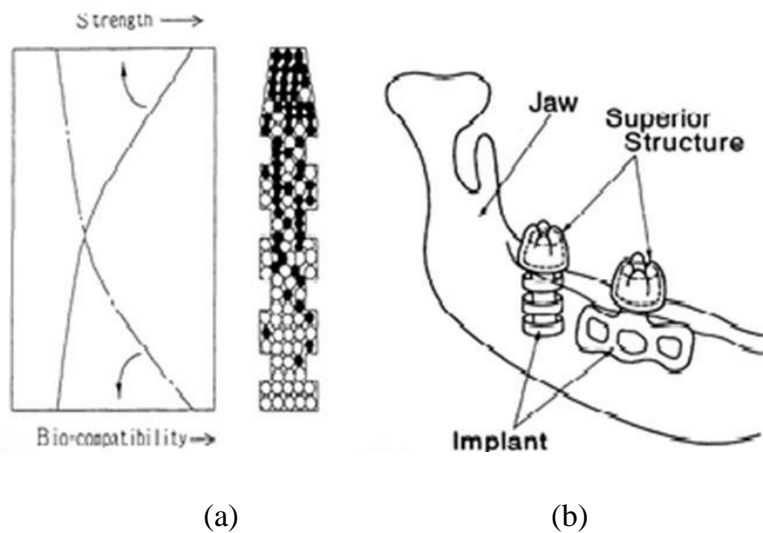 Strength
Bio-compatibility
Jaw
Superior
Structure
Implant
(a)
(b)